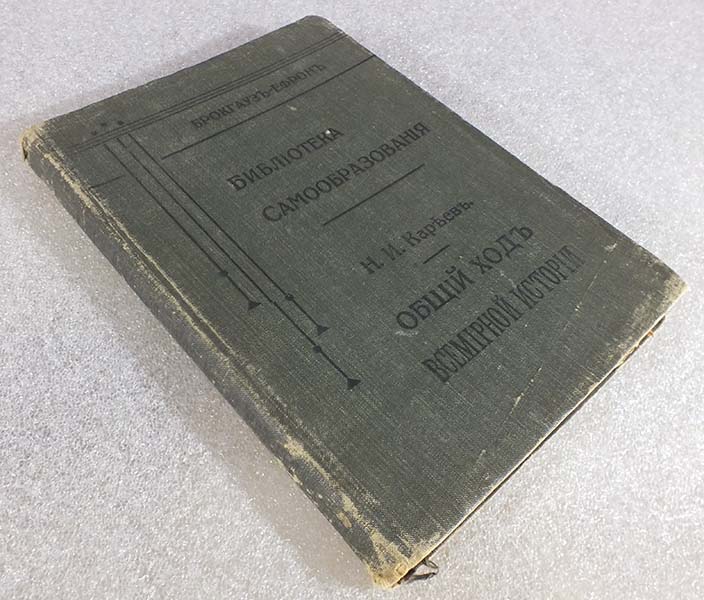 БРОКГАУЗЪ-ЕФРОНЪ
БИБЛІОТЕКА
САМООБРАЗОВАНІЯ
Н. И. Карѣевъ.
ОБЩІЙ ХОДЪ
ВСЕМІРНОЙ ИСТОРІИ